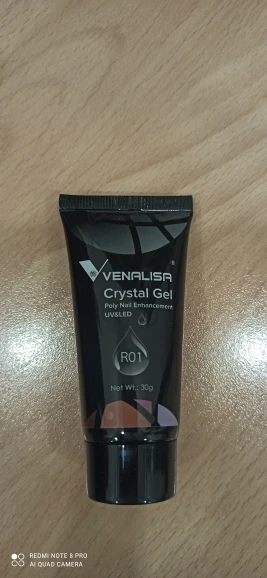 VENALISA®
Crystal Gel
Poly Nail Enhancement
UV&LED
R01
Net Wt.: 30g
REDMI NOTE 8 PRO
AI QUAD CAMERA